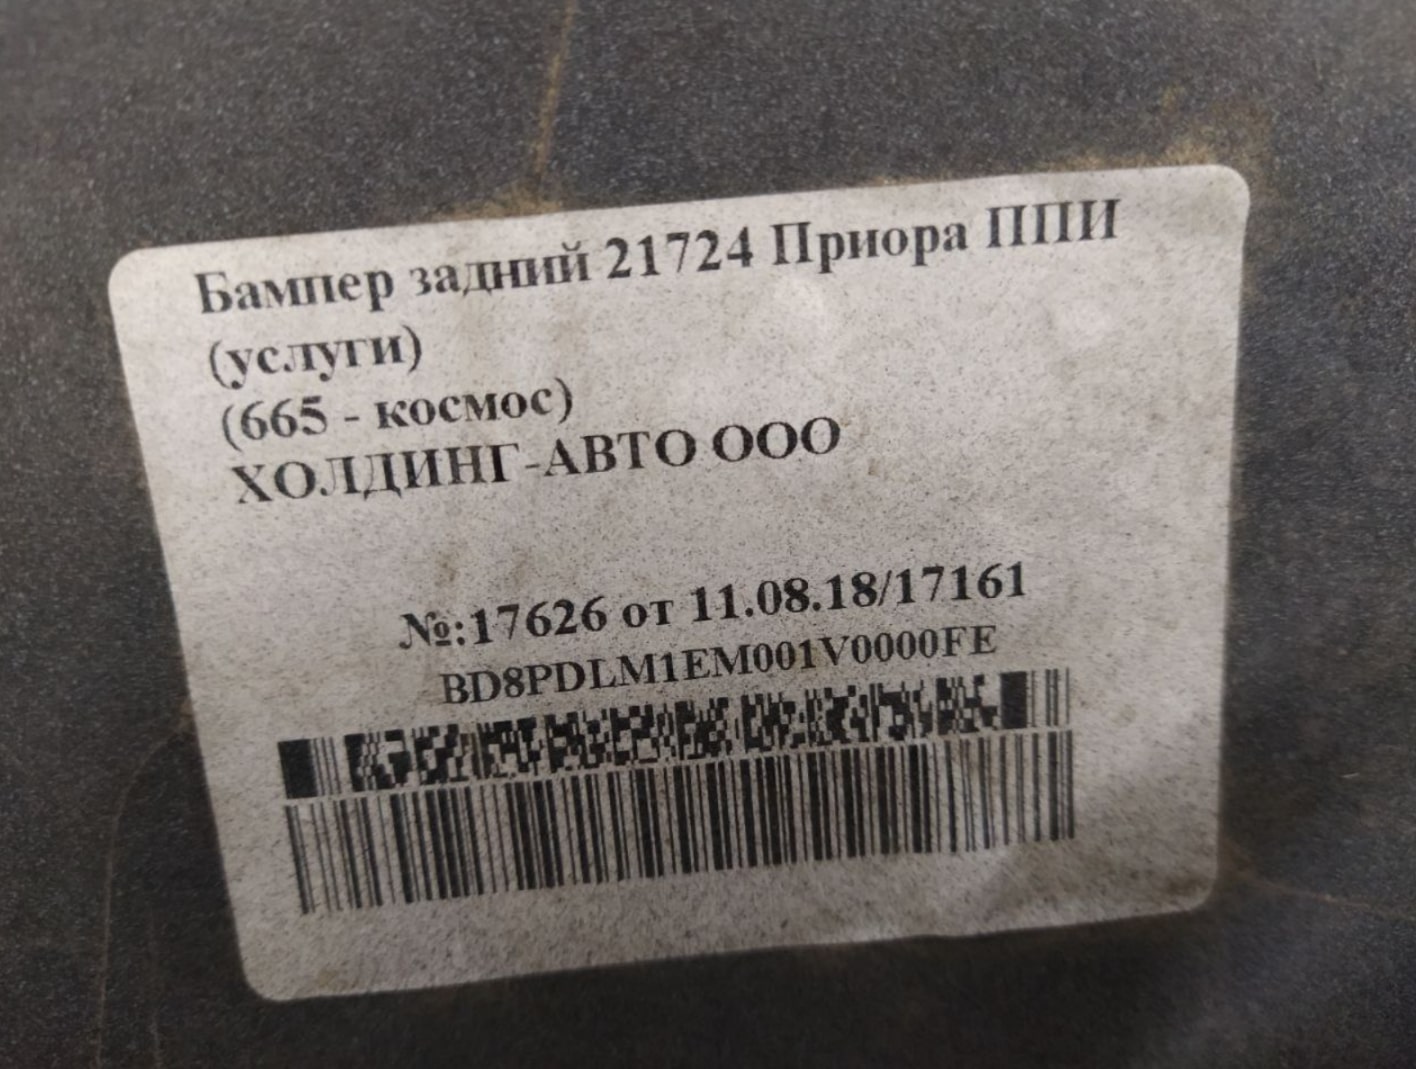 Бампер задний 21724 Приора ППИ
(услуги)
(665 - космос)
ХОЛДИНГ-АВТО ООО
№:17626 от 11.08.18/17161
BD8PDLM1EM001V0000FE